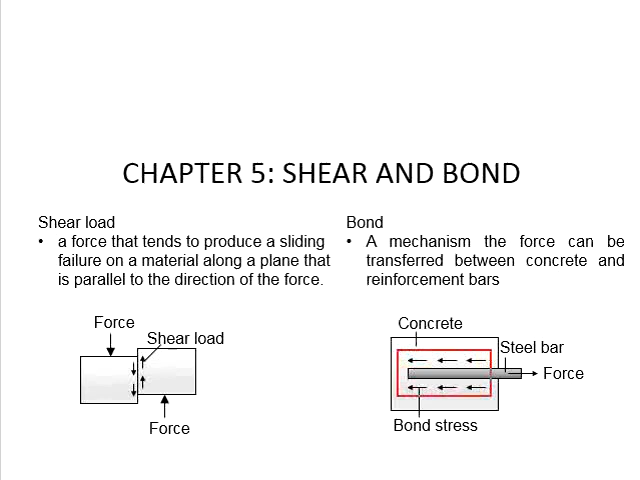 CHAPTER 5: SHEAR AND BOND
Shear load
• a force that tends to produce a sliding
failure on a material along a plane that
is parallel to the direction of the force.
Bond
• A mechanism the force can be
transferred between concrete and
reinforcement bars
Force
Shear load
Force
Concrete
Steel bar
Force
Bond stress